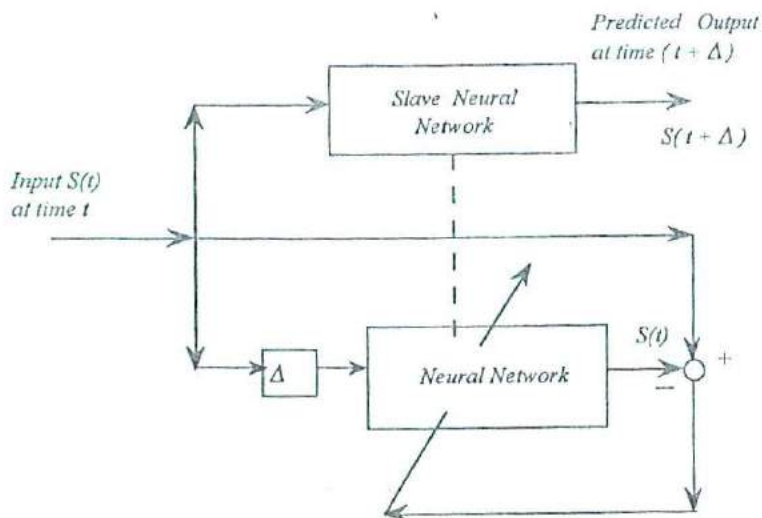 Predicted Output
at time ( t + Δ )
Slave Neural
Network
S( t + Δ )
Input S(t)
at time t
S(t)
+
−
Δ
Neural Network